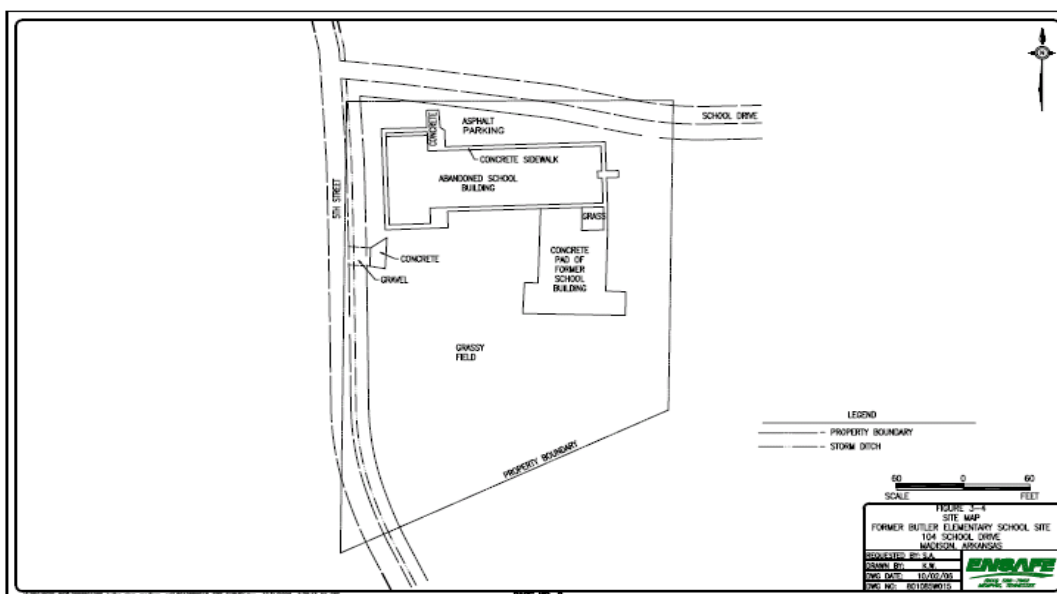 SCHOOL DRIVE
ASPHALT
PARKING
CONCRETE
CONCRETE SIDEWALK
ABANDONED SCHOOL
BUILDING
5TH STREET
GRASS
CONCRETE
PAD OF
FORMER
SCHOOL
BUILDING
CONCRETE
GRAVEL
GRASSY
FIELD
PROPERTY BOUNDARY
LEGEND
- PROPERTY BOUNDARY
- STORM DITCH
60 0 60
SCALE FEET
FIGURE 3-4
SITE MAP
FORMER BUTLER ELEMENTARY SCHOOL SITE
104 SCHOOL DRIVE
MADISON, ARKANSAS
REQUESTED BY: S.A.
DRAWN BY: K.W.
DWG DATE: 10/02/06
DWG NO:
ENSAFE
MEMPHIS, TENNESSEE